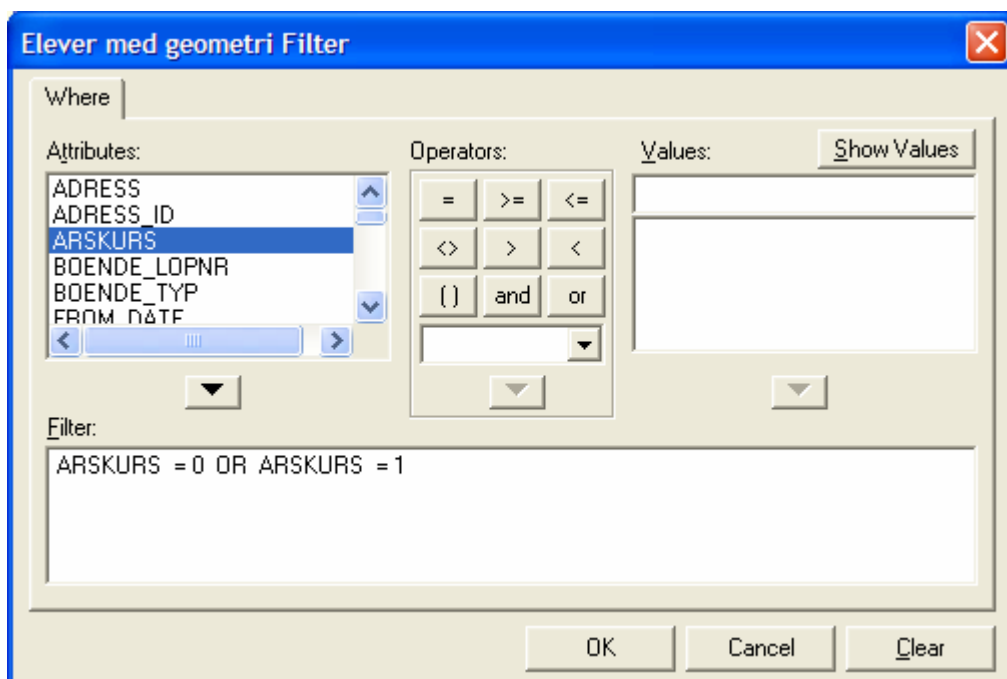 Elever med geometri Filter
Where
Attributes:
Operators:
Values:
Show Values
ADRESS
ADRESS_ID
ARSKURS
BOENDE_LOPNR
BOENDE_TYP
FROM_DATE
= >= <=
<> > <
() and or
Filter:
ARSKURS = 0 OR ARSKURS = 1
OK
Cancel
Clear